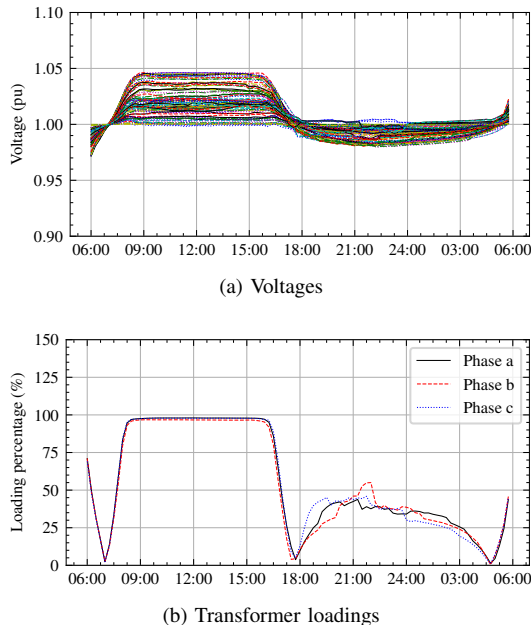 1.10
1.05
1.00
0.95
0.90
Voltage (pu)
06:00 09:00 12:00 15:00 18:00 21:00 24:00 03:00 06:00
(a) Voltages
150
125
100
75
50
25
0
Loading percentage (%)
Phase a
Phase b
Phase c
06:00 09:00 12:00 15:00 18:00 21:00 24:00 03:00 06:00
(b) Transformer loadings